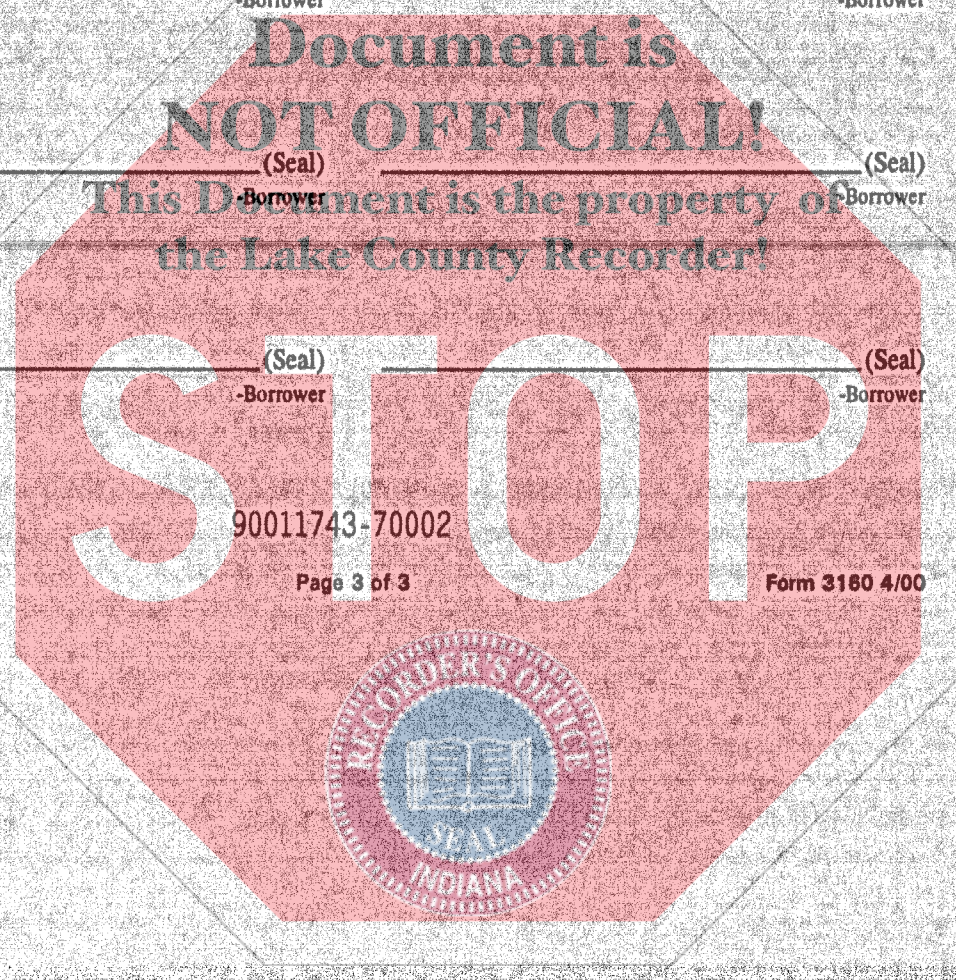 -Borrower -Borrower
Document is
NOT OFFICIAL!
(Seal) (Seal)
-Borrower -Borrower
This Document is the property of
the Lake County Recorder!
(Seal) (Seal)
-Borrower -Borrower
STOP
90011743-70002
Page 3 of 3 Form 3160 4/00
RECORDER'S OFFICE
SEAL
INDIANA